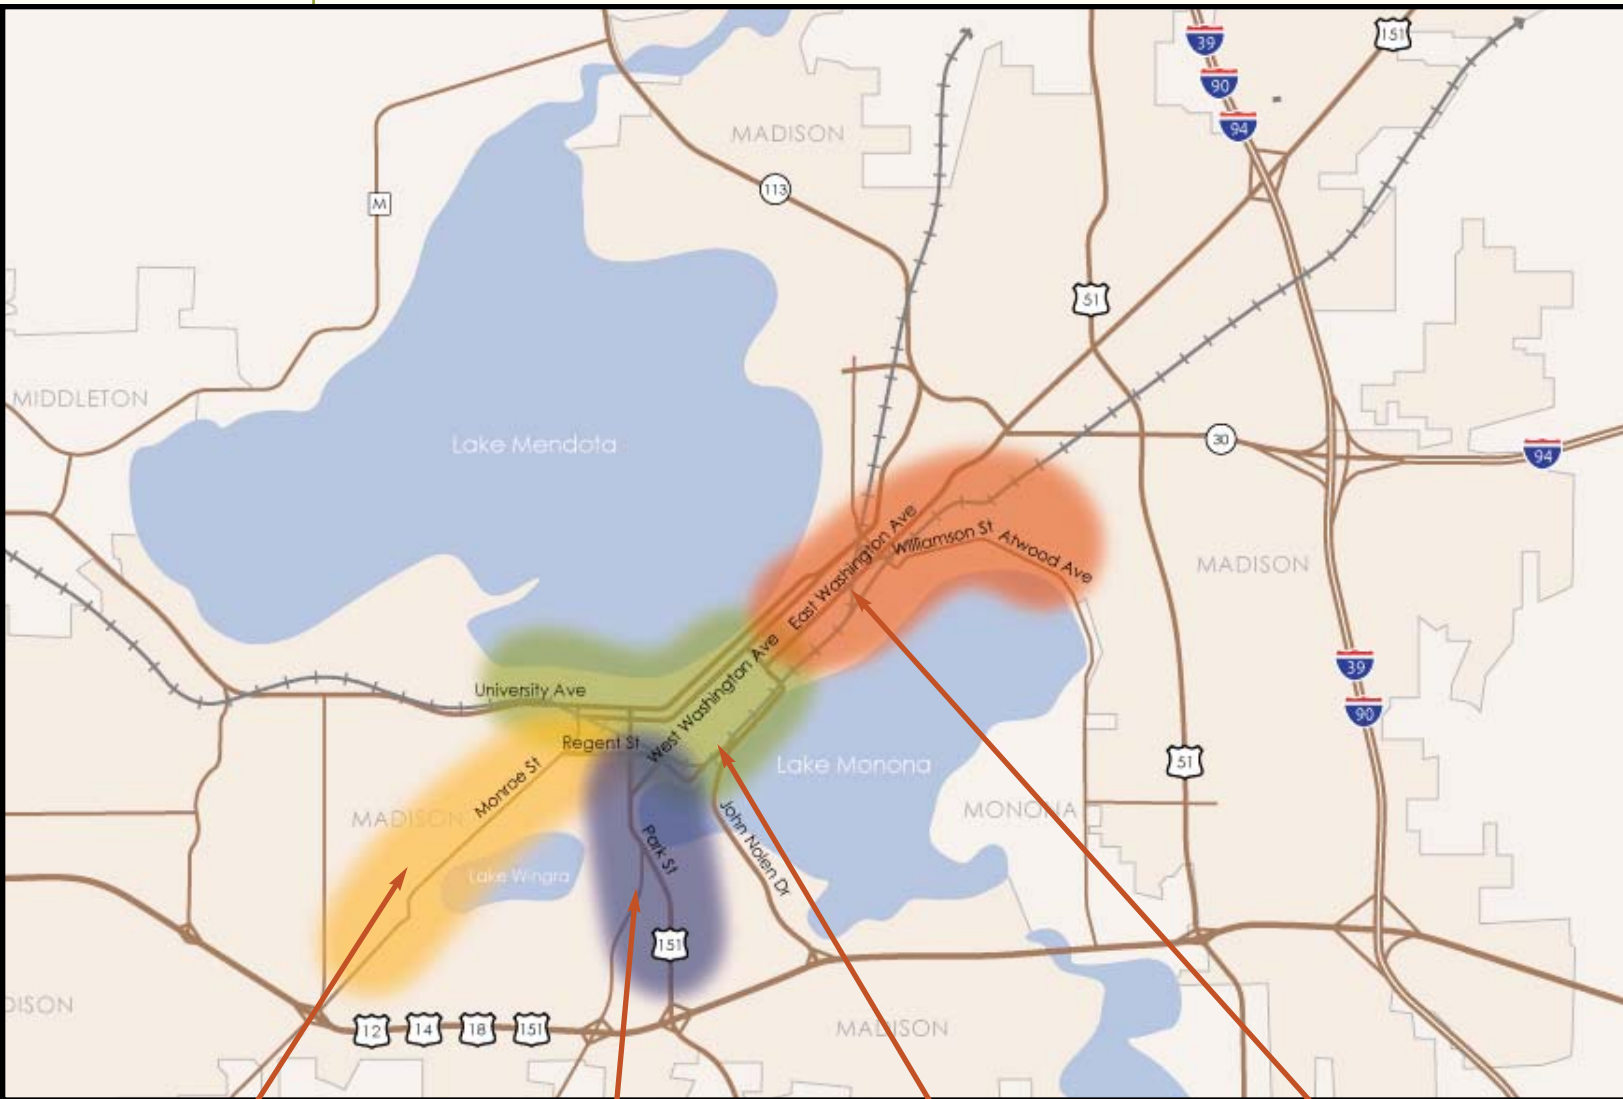 39
151
90
94
MADISON
113
M
51
MIDDLETON
30
94
Lake Mendota
East Washington Ave
Williamson St
Atwood Ave
MADISON
39
90
University Ave
West Washington Ave
Regent St
Monroe St
Lake Monona
51
MADISON
MONONA
John Nolen Dr
Park St
Lake Wingra
151
DISON
12
14
18
151
MADISON